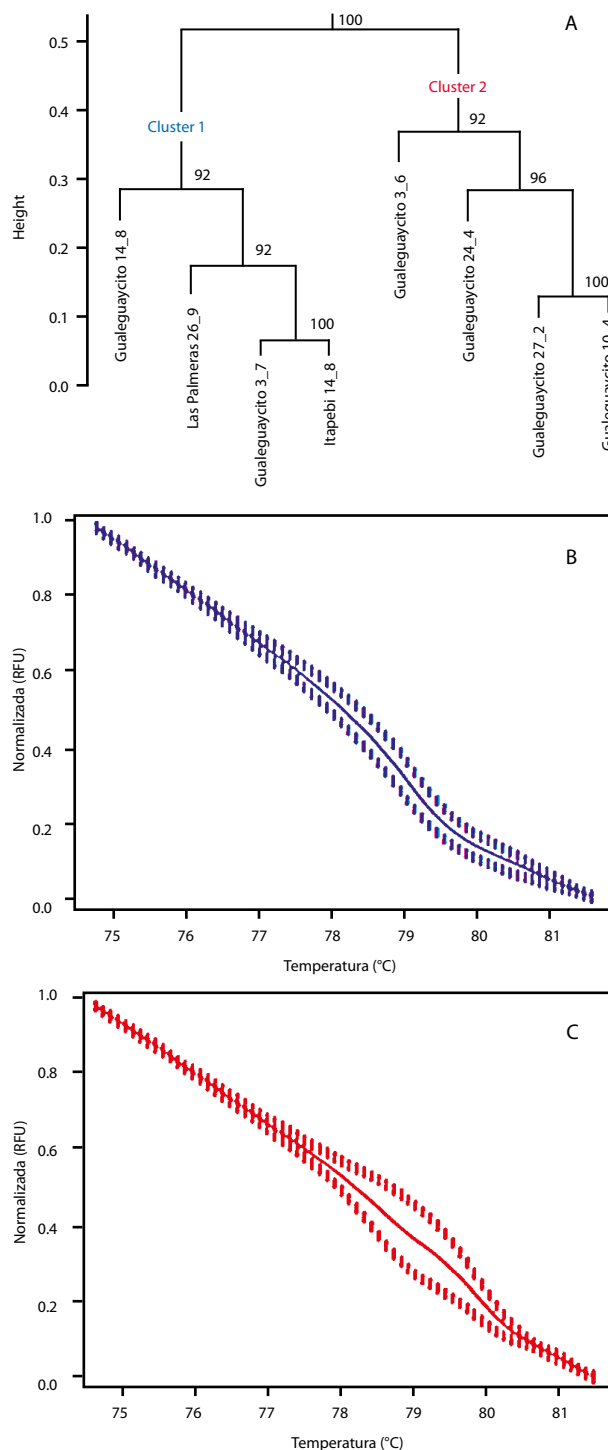 A
100
0.5
Cluster 2
0.4
Cluster 1
92
0.3
92
96
Height
0.2
92
100
0.1
100
0.0
Gualeguaycito 14_8
Las Palmeras 26_9
Gualeguaycito 3_7
Itapebi 14_8
Gualeguaycito 3_6
Gualeguaycito 24_4
Gualeguaycito 27_2
B
1.0
0.8
0.6
0.4
0.2
0.0
Normalizada (RFU)
75 76 77 78 79 80 81
Temperatura (°C)
C
1.0
0.8
0.6
0.4
0.2
0.0
Normalizada (RFU)
75 76 77 78 79 80 81
Temperatura (°C)